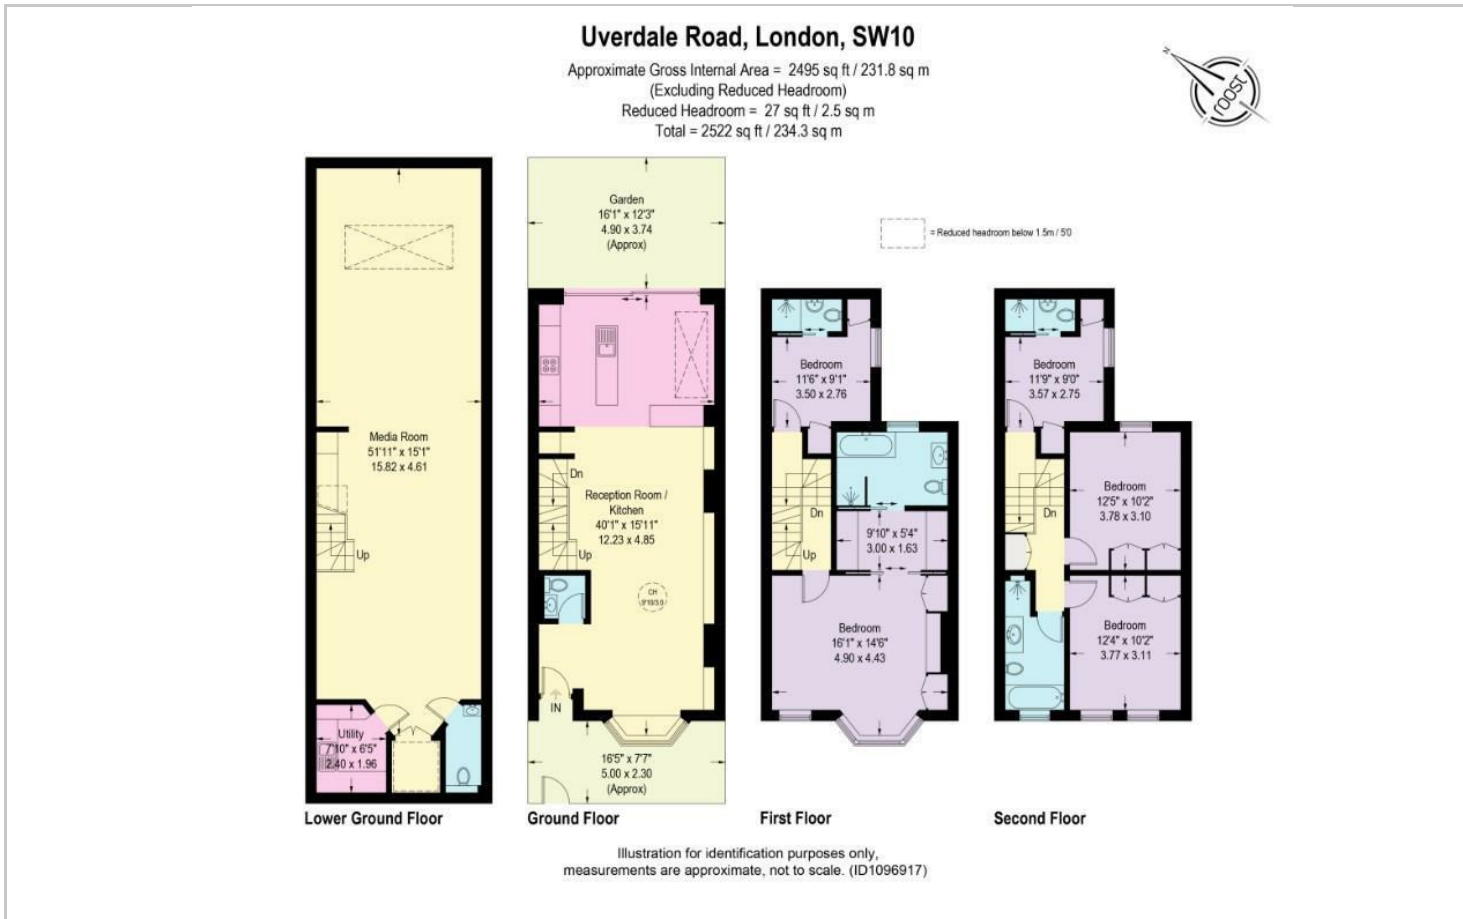 Uverdale Road, London, SW10
Approximate Gross Internal Area = 2495 sq ft / 231.8 sq m
(Excluding Reduced Headroom)
Reduced Headroom = 27 sq ft / 2.5 sq m
Total = 2522 sq ft / 234.3 sq m
N
roost
= Reduced headroom below 1.5m / 5'0
Media Room
51'11" x 15'1"
15.82 x 4.61
Up
Utility
7'10" x 6'5"
2.40 x 1.96
Lower Ground Floor
Garden
16'1" x 12'3"
4.90 x 3.74
(Approx)
Dn
Reception Room /
Kitchen
40'1" x 15'11"
12.23 x 4.85
Up
CH
IN
16'5" x 7'7"
5.00 x 2.30
(Approx)
Ground Floor
Bedroom
11'6" x 9'1"
3.50 x 2.76
Dn
Up
9'10" x 5'4"
3.00 x 1.63
Bedroom
16'1" x 14'6"
4.90 x 4.43
First Floor
Bedroom
11'9" x 9'0"
3.57 x 2.75
Bedroom
12'5" x 10'2"
3.78 x 3.10
Dn
Bedroom
12'4" x 10'2"
3.77 x 3.11
Second Floor
Illustration for identification purposes only,
measurements are approximate, not to scale. (ID1096917)